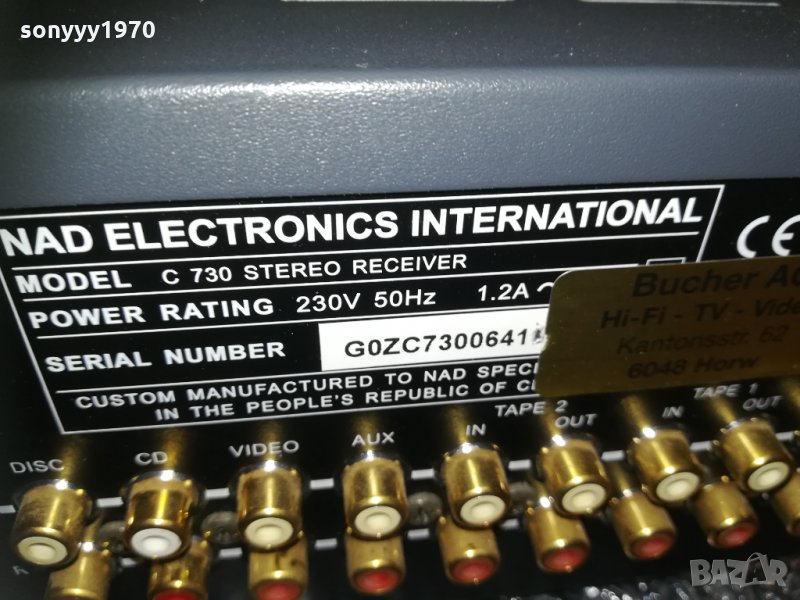 sonyyy1970
NAD ELECTRONICS INTERNATIONAL
MODEL C 730 STEREO RECEIVER
POWER RATING 230V 50Hz 1.2A ~
SERIAL NUMBER G0ZC7300641
CUSTOM MANUFACTURED TO NAD SPEC
IN THE PEOPLE'S REPUBLIC OF
CE
Bucher AG
Hi-Fi - TV - Vide
Kantonsstr. 62
6048 Horw
DISC CD VIDEO AUX IN TAPE 2 OUT IN TAPE 1 OUT
R
BAZAR